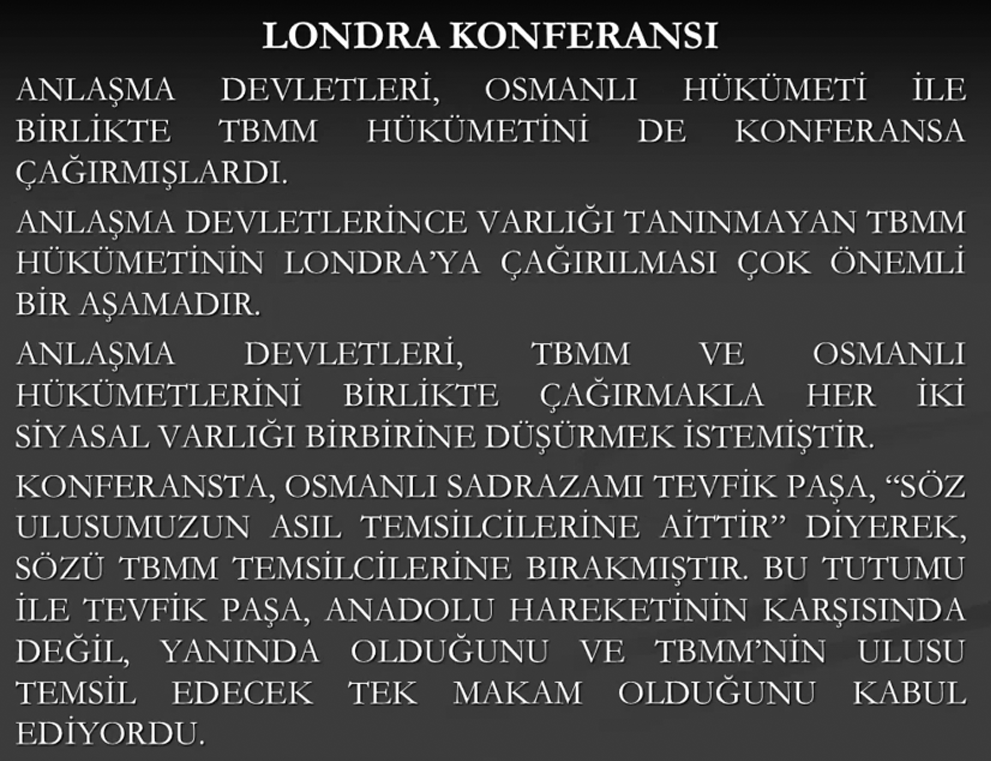 LONDRA KONFERANSI
ANLAŞMA DEVLETLERİ, OSMANLI HÜKÜMETİ İLE
BİRLİKTE TBMM HÜKÜMETİNİ DE KONFERANSA
ÇAĞIRMIŞLARDI.
ANLAŞMA DEVLETLERİNCE VARLIĞI TANINMAYAN TBMM
HÜKÜMETİNİN LONDRA’YA ÇAĞIRILMASI ÇOK ÖNEMLİ
BİR AŞAMADIR.
ANLAŞMA DEVLETLERİ, TBMM VE OSMANLI
HÜKÜMETLERİNİ BİRLİKTE ÇAĞIRMAKLA HER İKİ
SİYASAL VARLIĞI BİRBİRİNE DÜŞÜRMEK İSTEMİŞTİR.
KONFERANSTA, OSMANLI SADRAZAMI TEVFİK PAŞA, “SÖZ
ULUSUMUZUN ASIL TEMSİLCİLERİNE AİTTİR” DİYEREK,
SÖZÜ TBMM TEMSİLCİLERİNE BIRAKMIŞTIR. BU TUTUMU
İLE TEVFİK PAŞA, ANADOLU HAREKETİNİN KARŞISINDA
DEĞİL, YANINDA OLDUĞUNU VE TBMM’NİN ULUSU
TEMSİL EDECEK TEK MAKAM OLDUĞUNU KABUL
EDİYORDU.